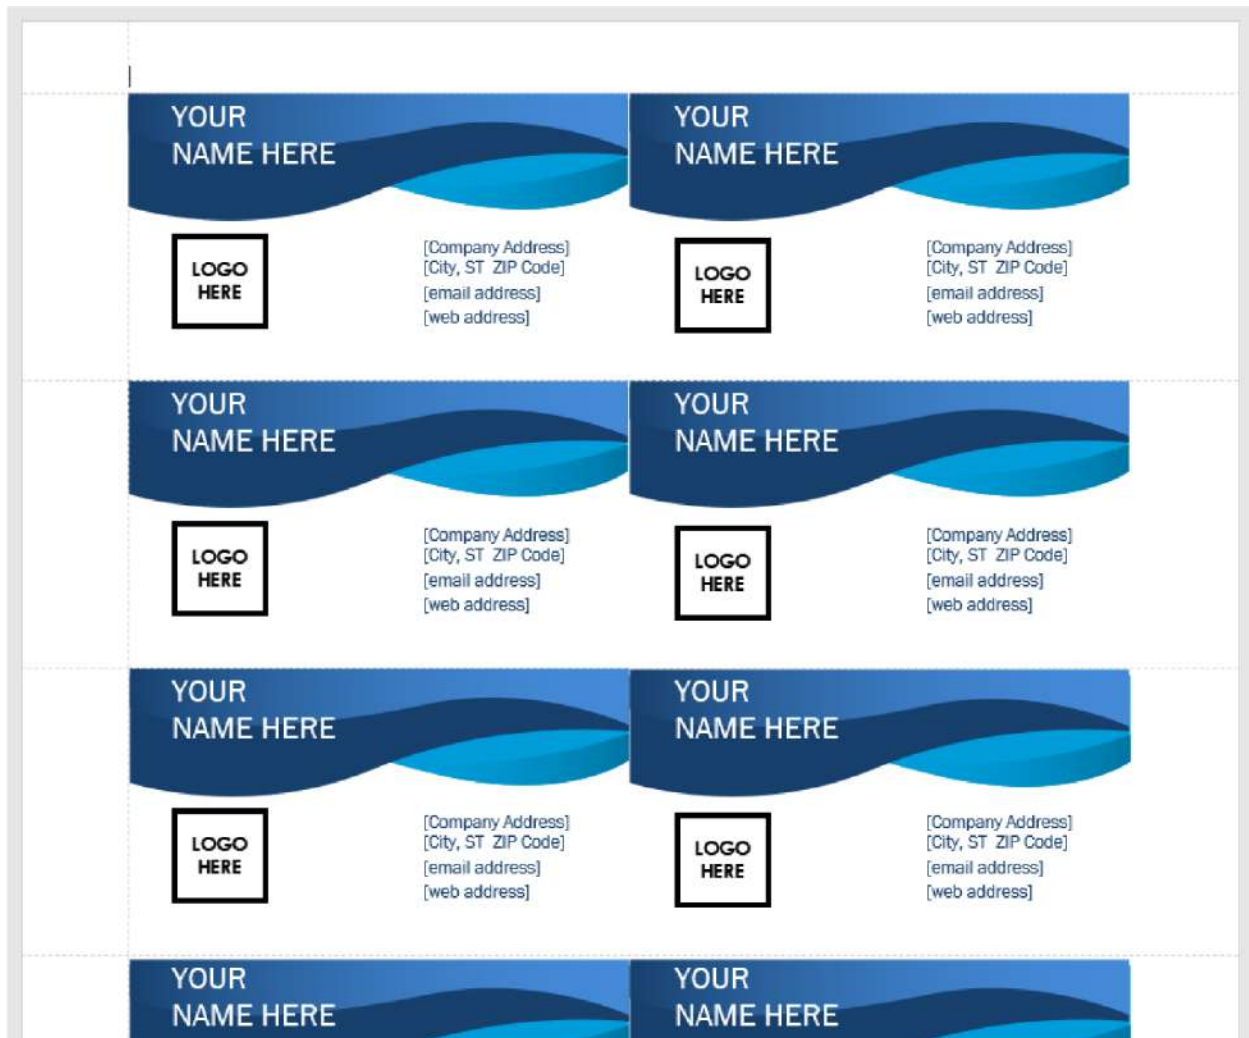 YOUR
NAME HERE
LOGO
HERE
[Company Address]
[City, ST  ZIP Code]
[email address]
[web address]
YOUR
NAME HERE
LOGO
HERE
[Company Address]
[City, ST  ZIP Code]
[email address]
[web address]
YOUR
NAME HERE
LOGO
HERE
[Company Address]
[City, ST  ZIP Code]
[email address]
[web address]
YOUR
NAME HERE
LOGO
HERE
[Company Address]
[City, ST  ZIP Code]
[email address]
[web address]
YOUR
NAME HERE
LOGO
HERE
[Company Address]
[City, ST  ZIP Code]
[email address]
[web address]
YOUR
NAME HERE
LOGO
HERE
[Company Address]
[City, ST  ZIP Code]
[email address]
[web address]
YOUR
NAME HERE
YOUR
NAME HERE